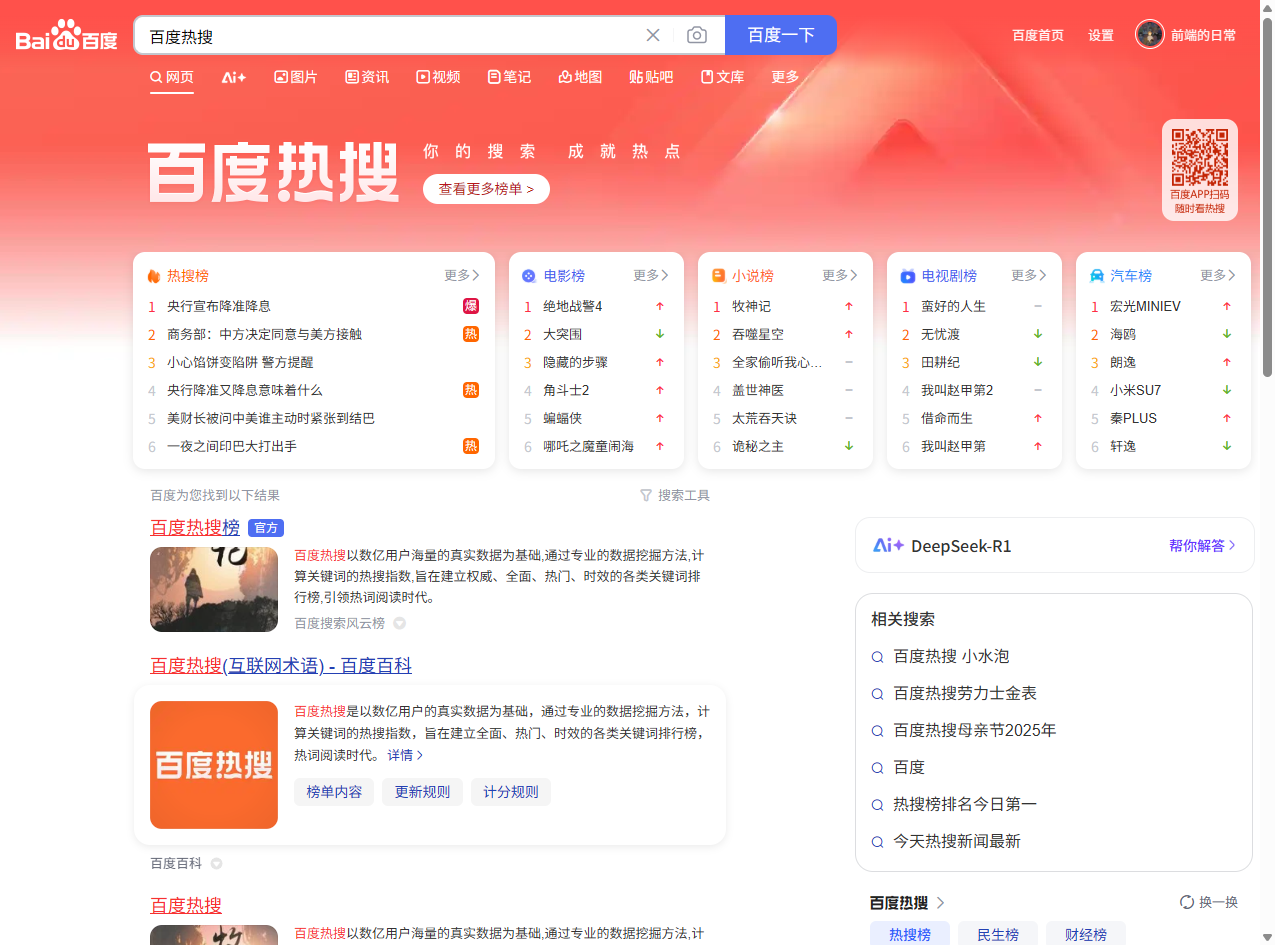 Bai du 百度
百度热搜
百度一下
百度首页 设置 前端的日常
网页 Ai+ 图片 资讯 视频 笔记 地图 贴吧 文库 更多
百度热搜
你的搜索 成就热点
查看更多榜单 >
百度APP扫码
随时看热搜
热搜榜 更多
1 央行宣布降准降息 爆
2 商务部：中方决定同意与美方接触 热
3 小心馅饼变陷阱 警方提醒
4 央行降准又降息意味着什么 热
5 美财长被问中美谁主动时紧张到结巴
6 一夜之间印巴大打出手 热
电影榜 更多
1 绝地战警4
2 大突围
3 隐藏的步骤
4 角斗士2
5 蝙蝠侠
6 哪吒之魔童闹海
小说榜 更多
1 牧神记
2 吞噬星空
3 全家偷听我心...
4 盖世神医
5 太荒吞天诀
6 诡秘之主
电视剧榜 更多
1 蛮好的人生
2 无忧渡
3 田耕纪
4 我叫赵甲第2
5 借命而生
6 我叫赵甲第
汽车榜 更多
1 宏光MINIEV
2 海鸥
3 朗逸
4 小米SU7
5 秦PLUS
6 轩逸
百度为您找到以下结果 搜索工具
百度热搜榜 官方
百度热搜以数亿用户海量的真实数据为基础,通过专业的数据挖掘方法,计
算关键词的热搜指数,旨在建立权威、全面、热门、时效的各类关键词排
行榜,引领热词阅读时代。
百度搜索风云榜
百度热搜(互联网术语) - 百度百科
百度热搜
百度热搜是以数亿用户的真实数据为基础，通过专业的数据挖掘方法，计
算关键词的热搜指数，旨在建立全面、热门、时效的各类关键词排行榜，
热词阅读时代。 详情
榜单内容 更新规则 计分规则
百度百科
百度热搜
百度热搜以数亿用户海量的真实数据为基础,通过专业的数据挖掘方法,计
Ai+ DeepSeek-R1 帮你解答
相关搜索
百度热搜 小水泡
百度热搜劳力士金表
百度热搜母亲节2025年
百度
热搜榜排名今日第一
今天热搜新闻最新
百度热搜 换一换
热搜榜 民生榜 财经榜